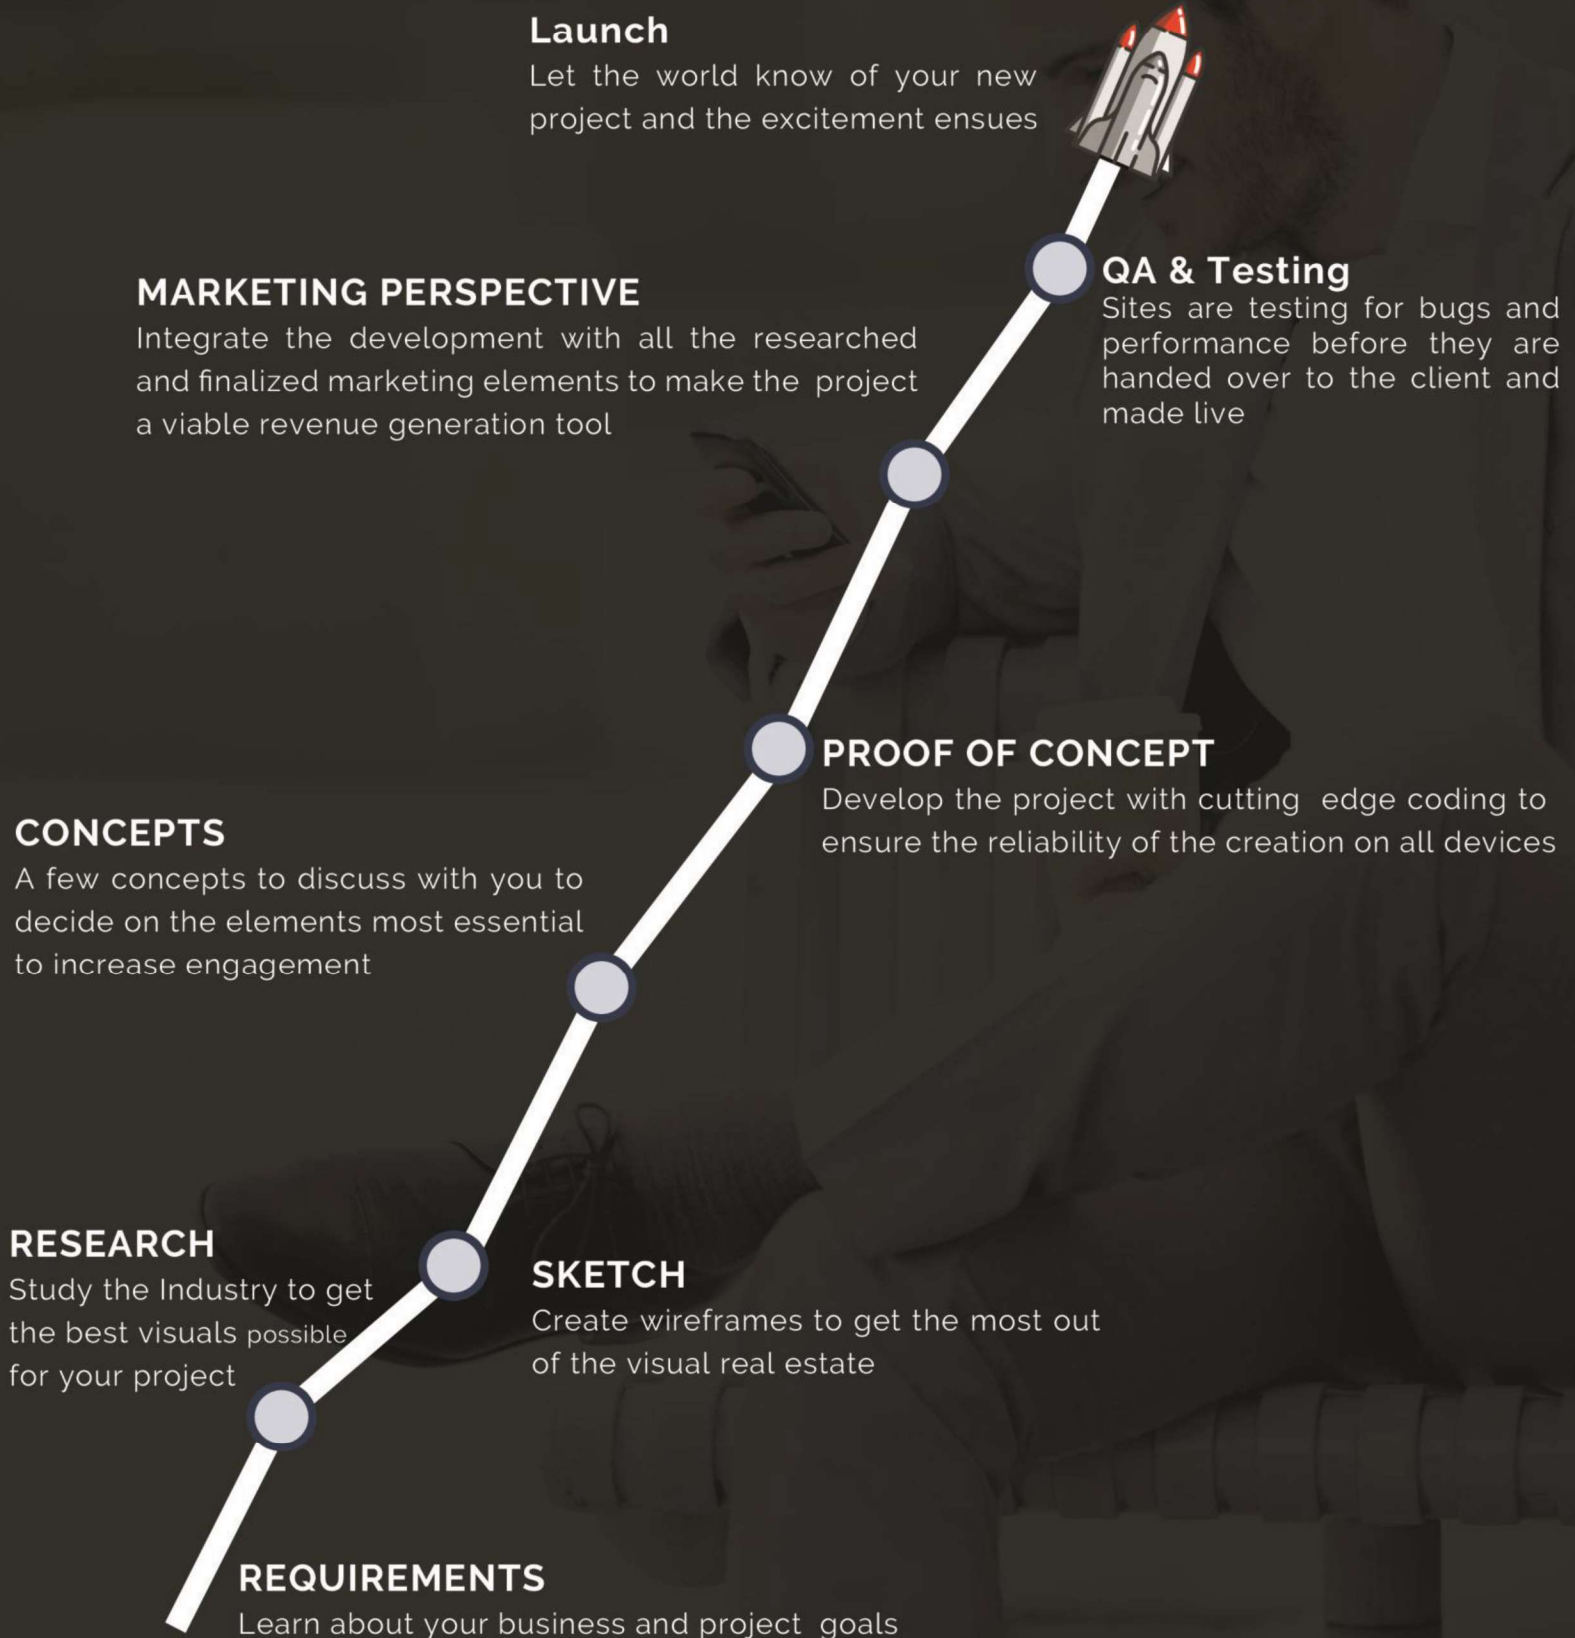 Launch
Let the world know of your new
project and the excitement ensues
MARKETING PERSPECTIVE
Integrate the development with all the researched
and finalized marketing elements to make the project
a viable revenue generation tool
QA & Testing
Sites are testing for bugs and
performance before they are
handed over to the client and
made live
PROOF OF CONCEPT
Develop the project with cutting edge coding to
ensure the reliability of the creation on all devices
CONCEPTS
A few concepts to discuss with you to
decide on the elements most essential
to increase engagement
RESEARCH
Study the Industry to get
the best visuals possible
for your project
SKETCH
Create wireframes to get the most out
of the visual real estate
REQUIREMENTS
Learn about your business and project goals